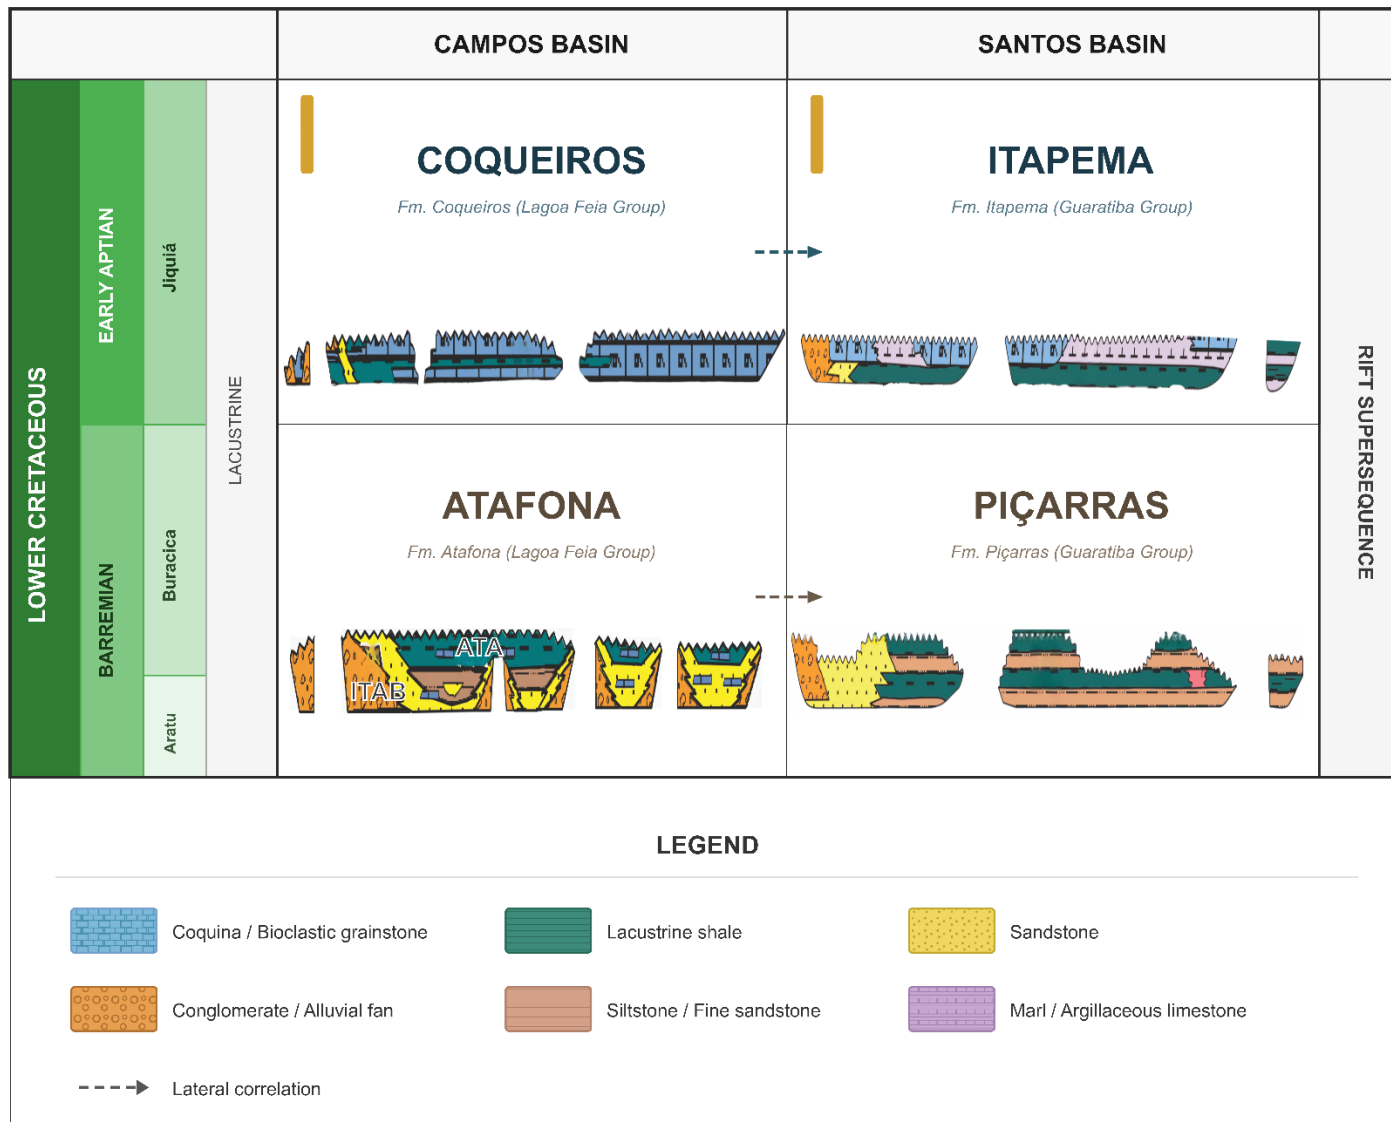 CAMPOS BASIN
SANTOS BASIN
LOWER CRETACEOUS
EARLY APTIAN
BARREMIAN
Jiquiá
Buracica
Aratu
LACUSTRINE
COQUEIROS
Fm. Coqueiros (Lagoa Feia Group)
ITAPEMA
Fm. Itapema (Guaratiba Group)
ATAFONA
Fm. Atafona (Lagoa Feia Group)
ATA
ITAB
PIÇARRAS
Fm. Piçarras (Guaratiba Group)
RIFT SUPERSEQUENCE
LEGEND
Coquina / Bioclastic grainstone
Lacustrine shale
Sandstone
Conglomerate / Alluvial fan
Siltstone / Fine sandstone
Marl / Argillaceous limestone
Lateral correlation